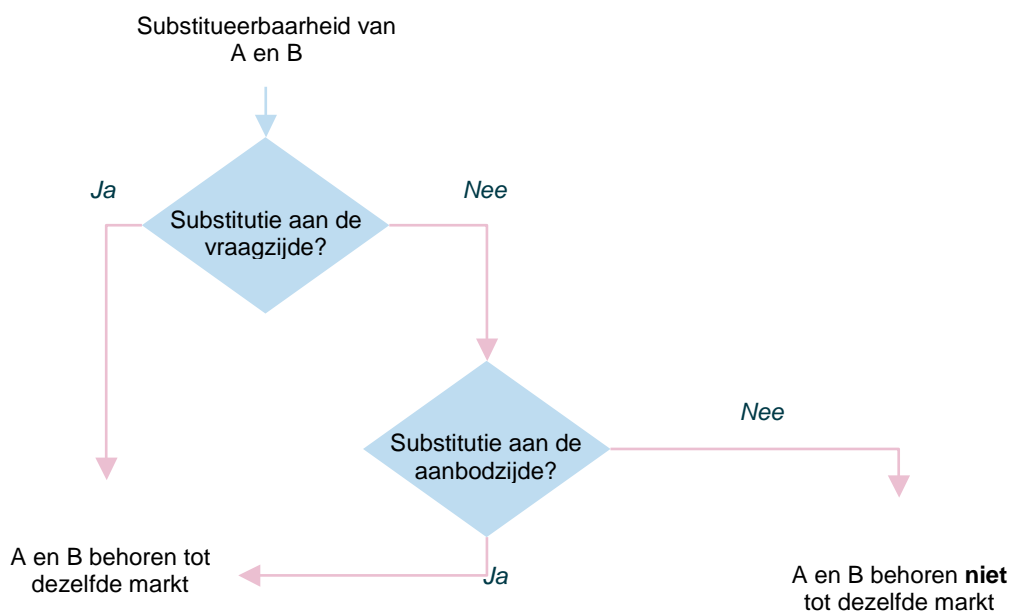 Substitueerbaarheid van
A en B
Ja
Nee
Substitutie aan de
vraagzijde?
Nee
Substitutie aan de
aanbodzijde?
A en B behoren tot
dezelfde markt
Ja
A en B behoren niet
tot dezelfde markt